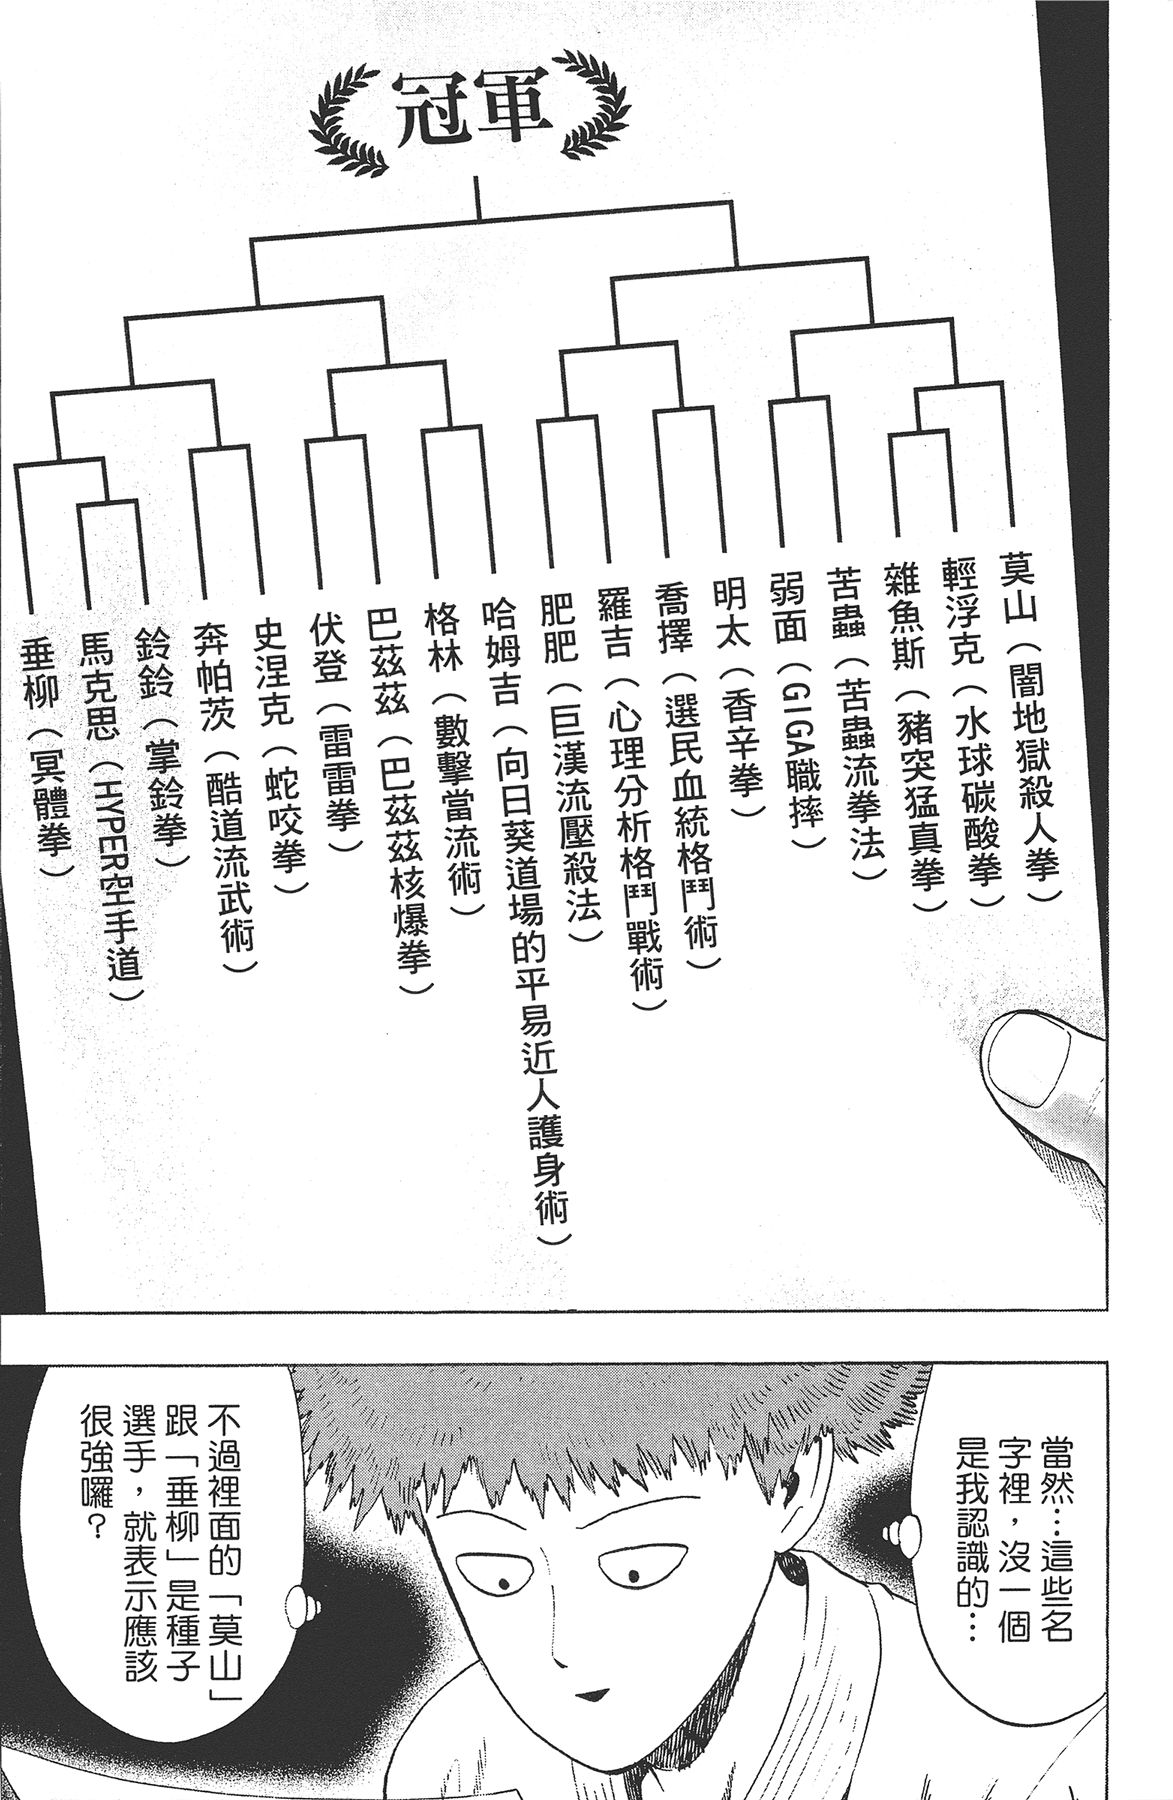 冠軍
莫山（闇地獄殺人拳）
輕浮克（水球碳酸拳）
雜魚斯（豬突猛真拳）
苦蟲（苦蟲流拳法）
弱面（GIGA職摔）
明太（香辛拳）
喬擇（選民血統格鬥術）
羅吉（心理分析格鬥戰術）
肥肥（巨漢流壓殺法）
哈姆吉（向日葵道場的平易近人護身術）
格林（數擊當流術）
巴茲茲（巴茲茲核爆拳）
伏登（雷雷拳）
史涅克（蛇咬拳）
奔帕茨（酷道流武術）
鈴鈴（掌鈴拳）
馬克思（HYPER空手道）
垂柳（冥體拳）
當然…這些名
字裡，沒一個
是我認識的…
不過裡面的「莫山」
跟「垂柳」是種子
選手，就表示應該
很強囉？